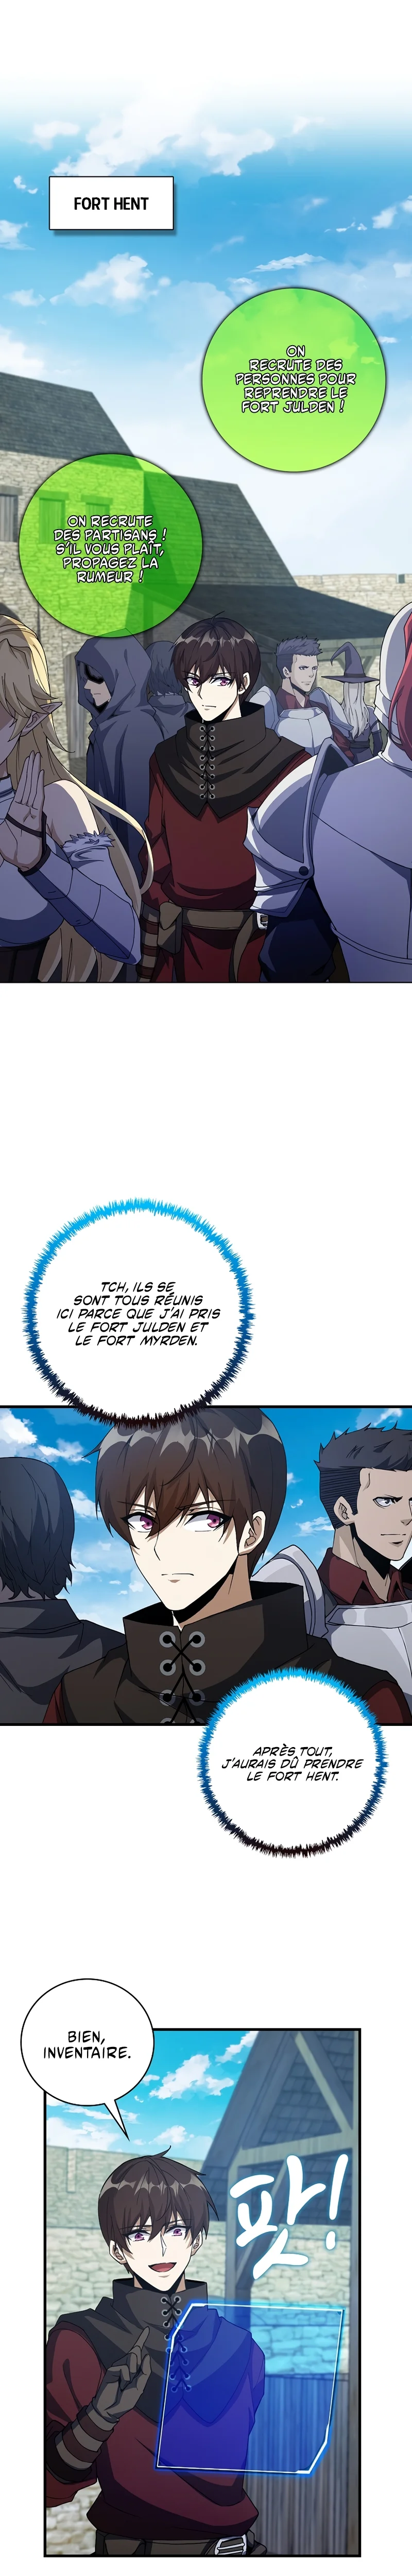 FORT HENT
ON
RECRUTE DES
PERSONNES POUR
REPRENDRE LE
FORT JULDEN !
ON RECRUTE
DES PARTISANS !
S'IL VOUS PLAÎT,
PROPAGEZ LA
RUMEUR !
TCH, ILS SE
SONT TOUS RÉUNIS
ICI PARCE QUE J'AI PRIS
LE FORT JULDEN ET
LE FORT MYRDEN.
APRÈS TOUT,
J'AURAIS DÛ PRENDRE
LE FORT HENT.
BIEN,
INVENTAIRE.
팟!